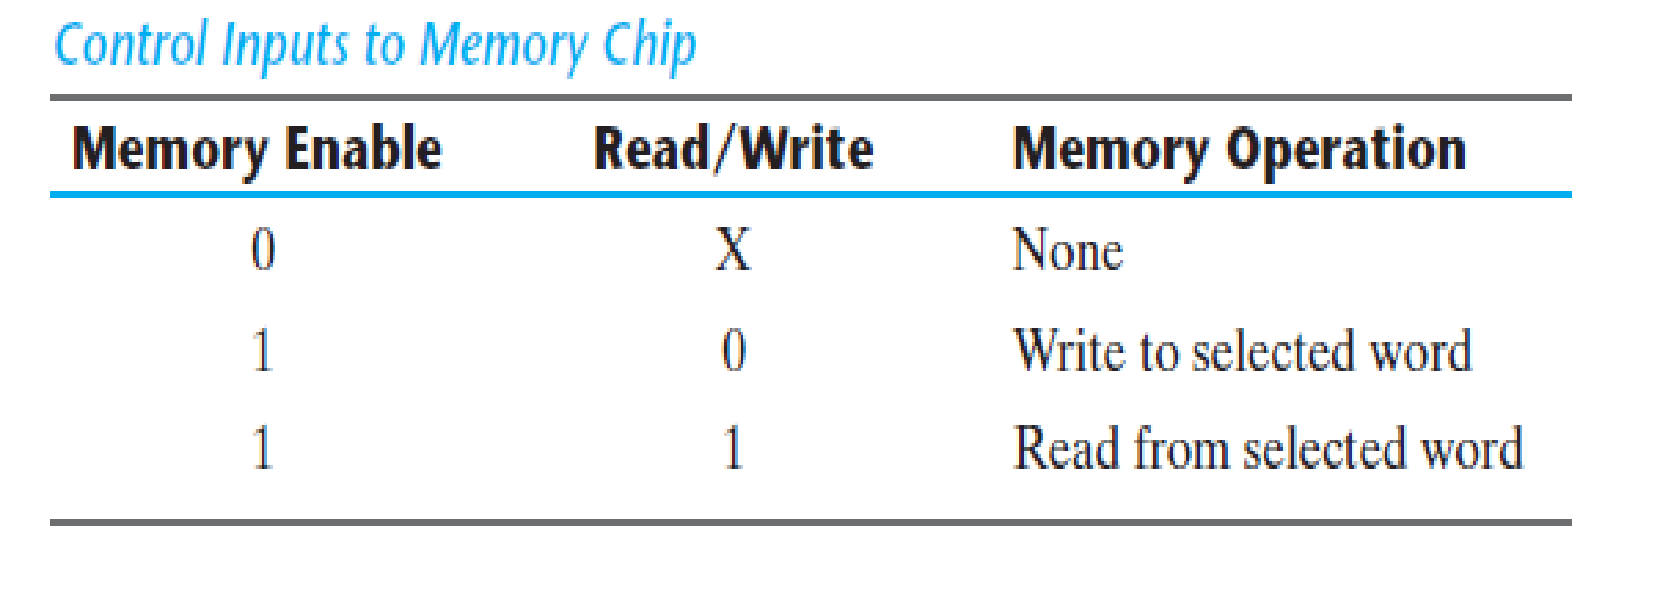 Control Inputs to Memory Chip
Memory Enable Read/Write Memory Operation
0 X None
1 0 Write to selected word
1 1 Read from selected word